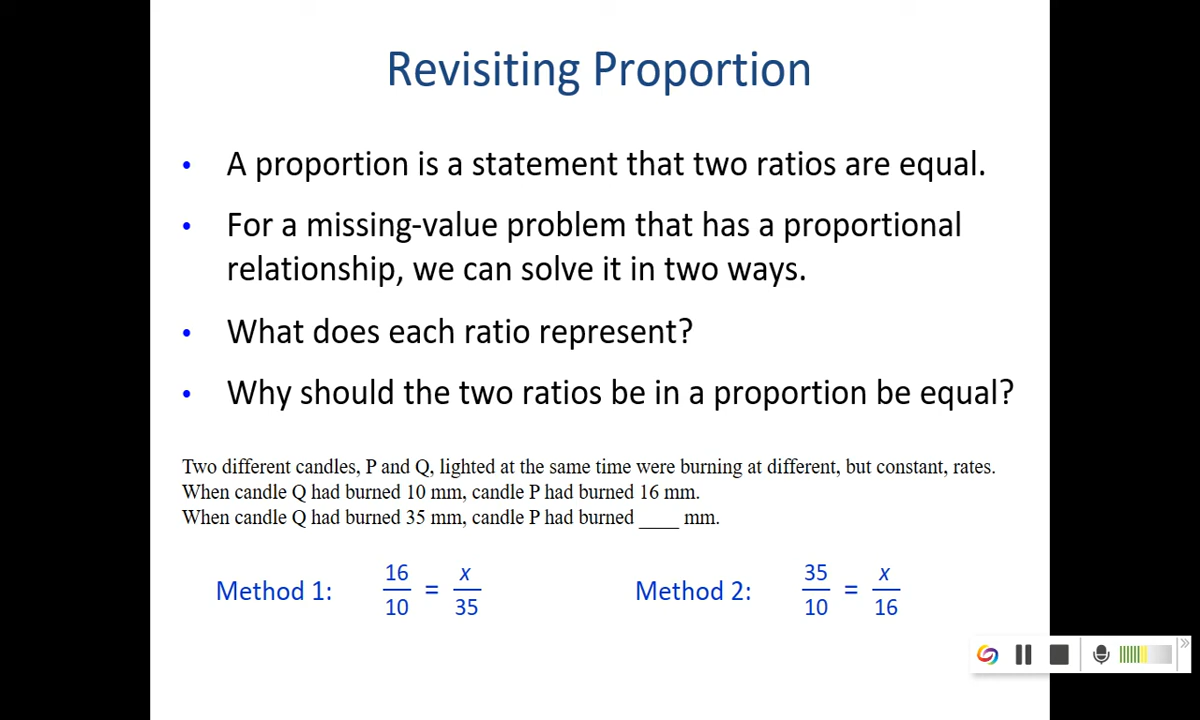 Revisiting Proportion
• A proportion is a statement that two ratios are equal.
• For a missing-value problem that has a proportional
relationship, we can solve it in two ways.
• What does each ratio represent?
• Why should the two ratios be in a proportion be equal?
Two different candles, P and Q, lighted at the same time were burning at different, but constant, rates.
When candle Q had burned 10 mm, candle P had burned 16 mm.
When candle Q had burned 35 mm, candle P had burned ____ mm.
Method 1: 16/10 = x/35
Method 2: 35/10 = x/16